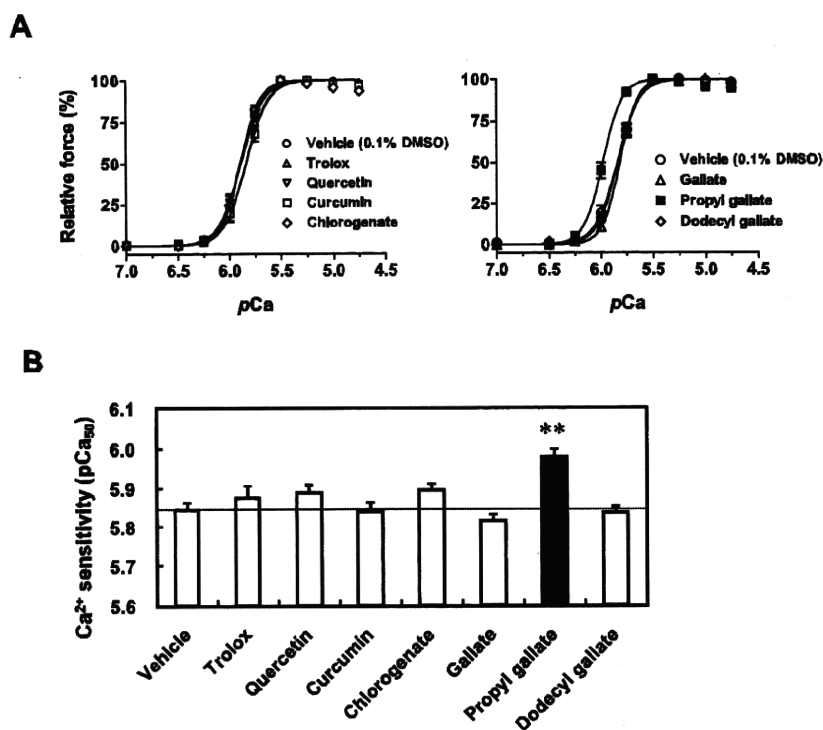 A
Relative force (%)
100
75
50
25
0
7.0 6.5 6.0 5.5 5.0 4.5
pCa
Vehicle (0.1% DMSO)
Trolox
Quercetin
Curcumin
Chlorogenate
100
75
50
25
0
7.0 6.5 6.0 5.5 5.0 4.5
pCa
Vehicle (0.1% DMSO)
Gallate
Propyl gallate
Dodecyl gallate
B
Ca²⁺ sensitivity (pCa₅₀)
6.1
6.0
5.9
5.8
5.7
5.6
**
Vehicle
Trolox
Quercetin
Curcumin
Chlorogenate
Gallate
Propyl gallate
Dodecyl gallate